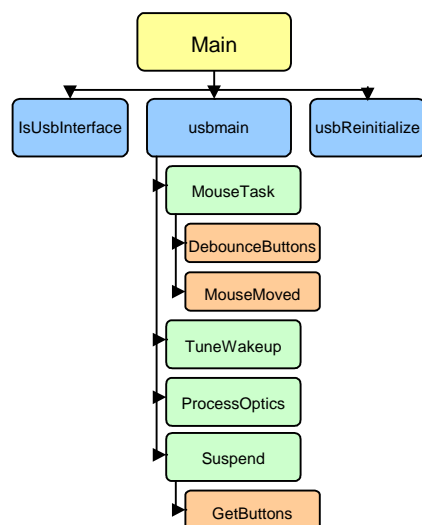 Main
IsUsbInterface
usbmain
usbReinitialize
MouseTask
DebounceButtons
MouseMoved
TuneWakeup
ProcessOptics
Suspend
GetButtons